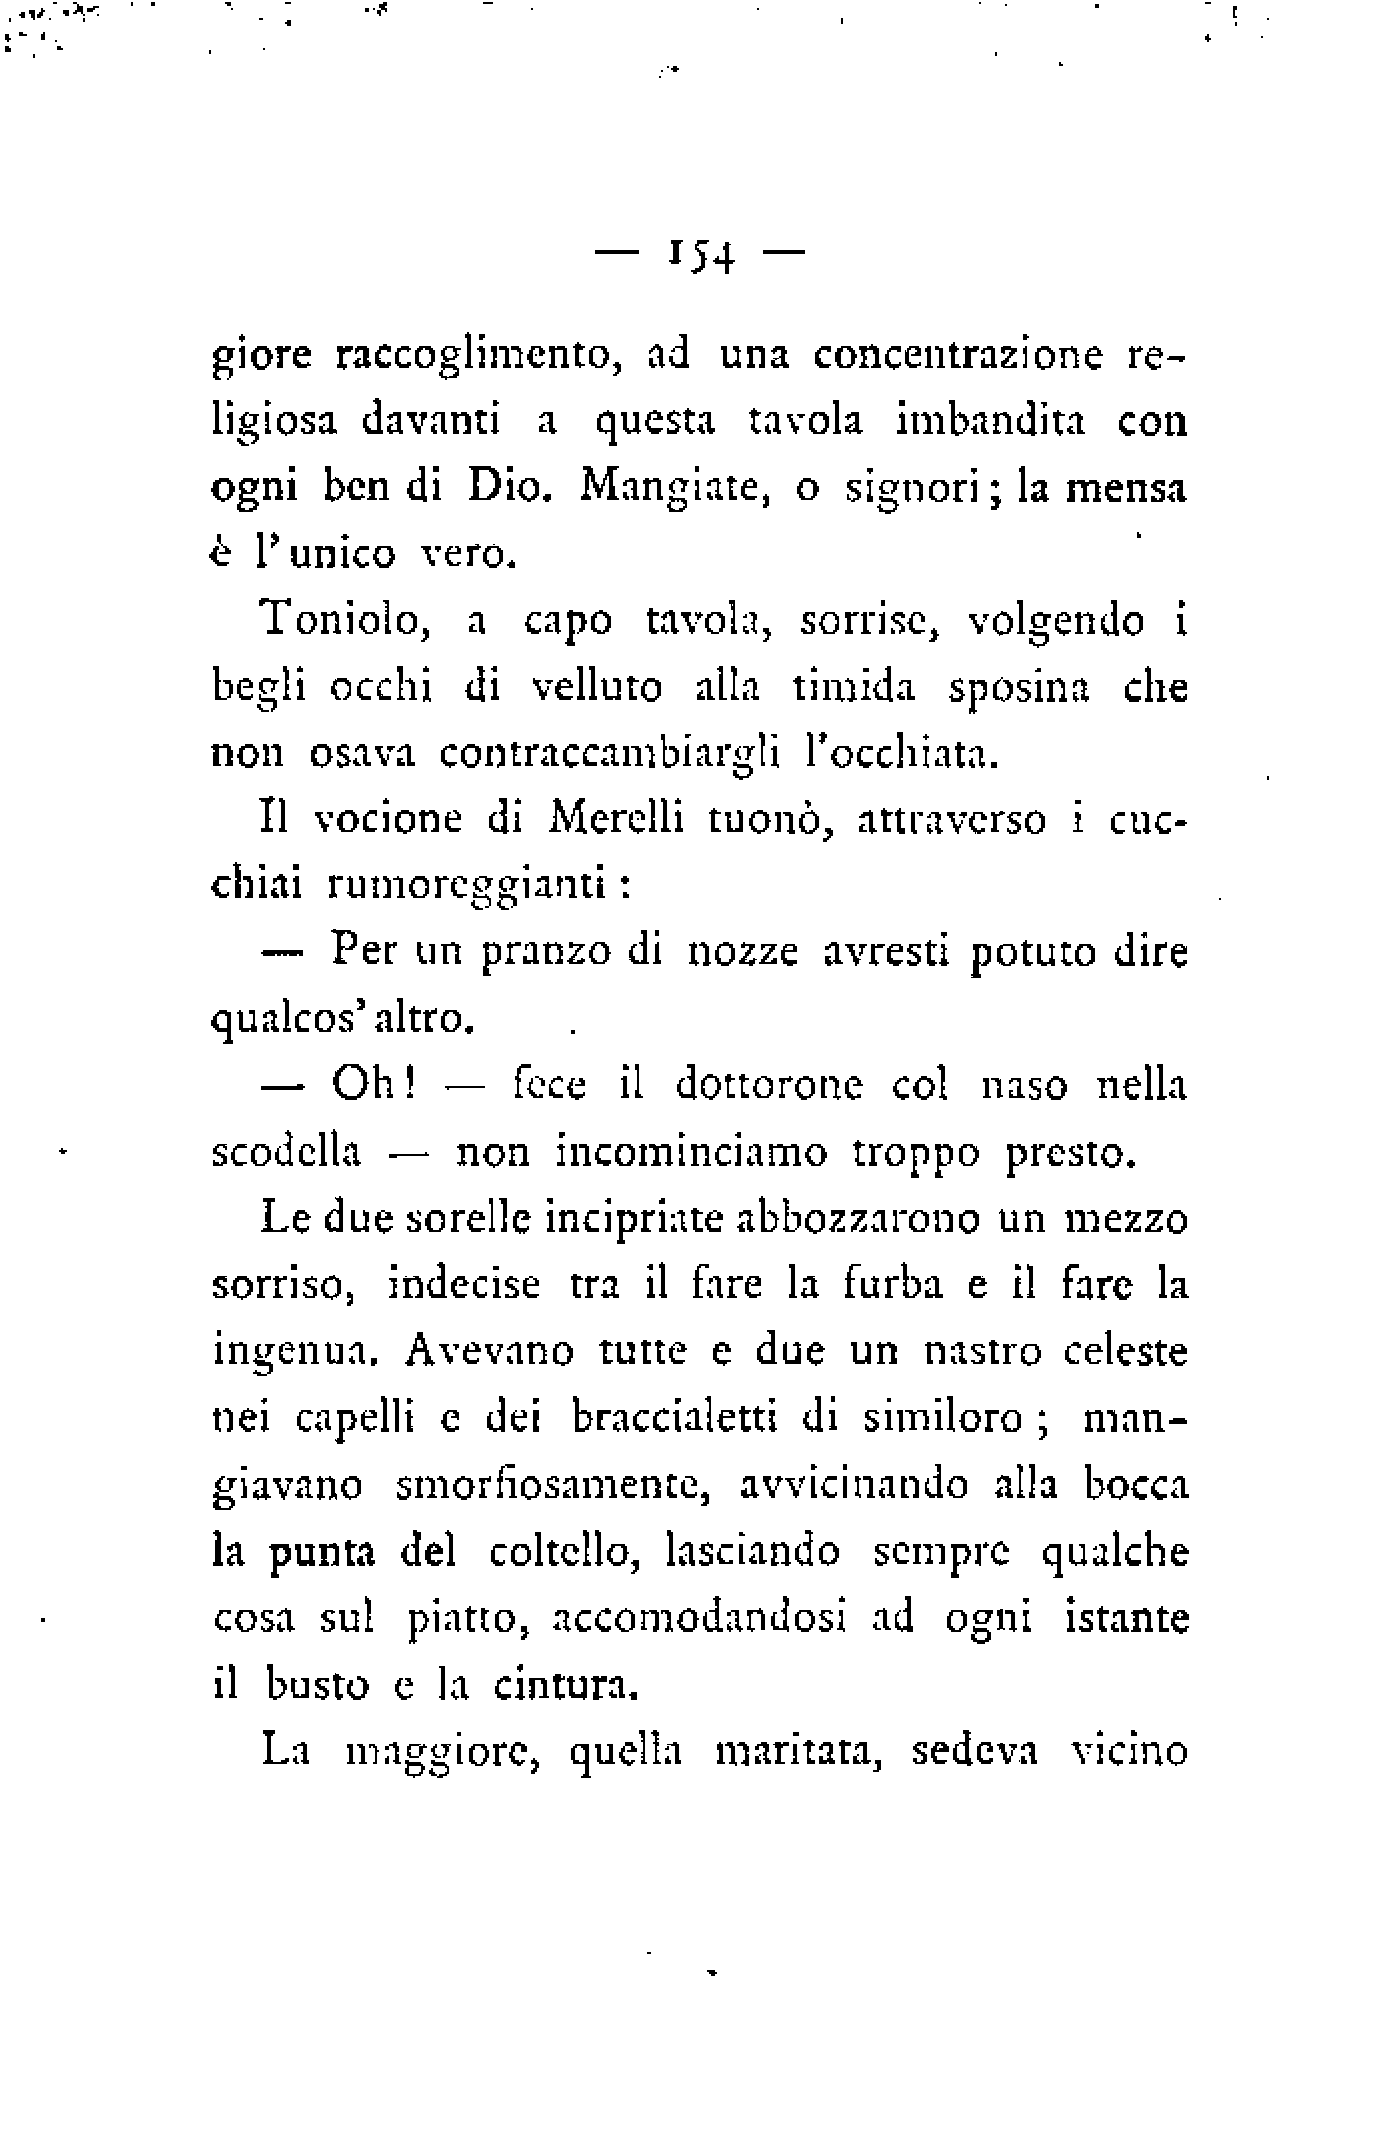 — 154 —
giore raccoglimento, ad una concentrazione re-
ligiosa davanti a questa tavola imbandita con
ogni ben di Dio. Mangiate, o signori; la mensa
è l'unico vero.
Toniolo, a capo tavola, sorrise, volgendo i
begli occhi di velluto alla timida sposina che
non osava contraccambiargli l'occhiata.
Il vocione di Merelli tuonò, attraverso i cuc-
chiai rumoreggianti:
— Per un pranzo di nozze avresti potuto dire
qualcos'altro.
— Oh! — fece il dottorone col naso nella
scodella — non incominciamo troppo presto.
Le due sorelle incipriate abbozzarono un mezzo
sorriso, indecise tra il fare la furba e il fare la
ingenua. Avevano tutte e due un nastro celeste
nei capelli e dei braccialetti di similoro; man-
giavano smorfiosamente, avvicinando alla bocca
la punta del coltello, lasciando sempre qualche
cosa sul piatto, accomodandosi ad ogni istante
il busto e la cintura.
La maggiore, quella maritata, sedeva vicino